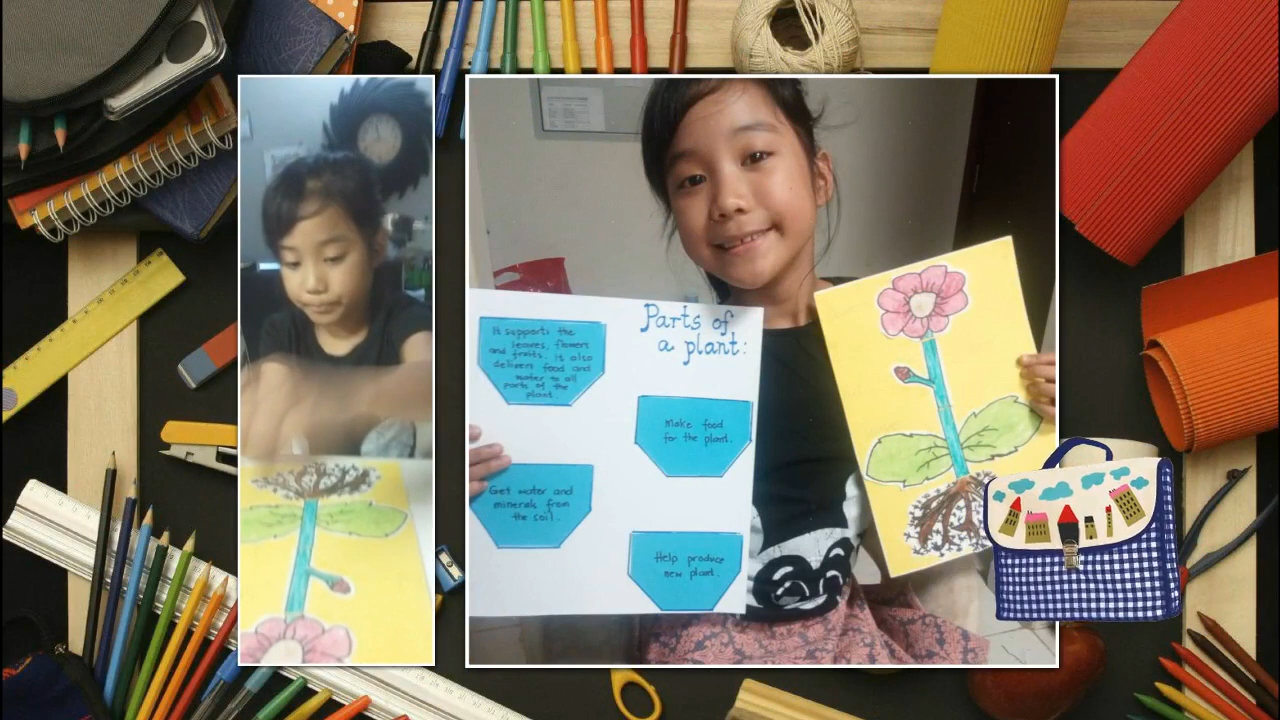 Parts of
a plant:
It supports the
leaves, flowers
and fruits. It also
delivers food and
water to all
parts of the
plant.
Make food
for the plant.
Get water and
minerals from
the soil.
Help produce
new plant.